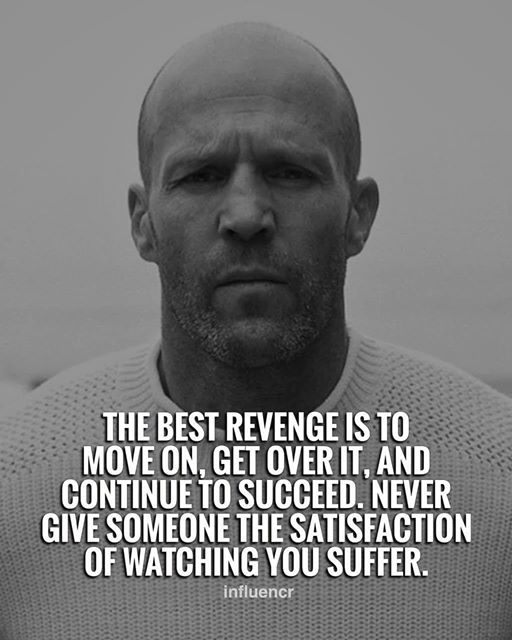 THE BEST REVENGE IS TO
MOVE ON, GET OVER IT, AND
CONTINUE TO SUCCEED. NEVER
GIVE SOMEONE THE SATISFACTION
OF WATCHING YOU SUFFER.
influencr